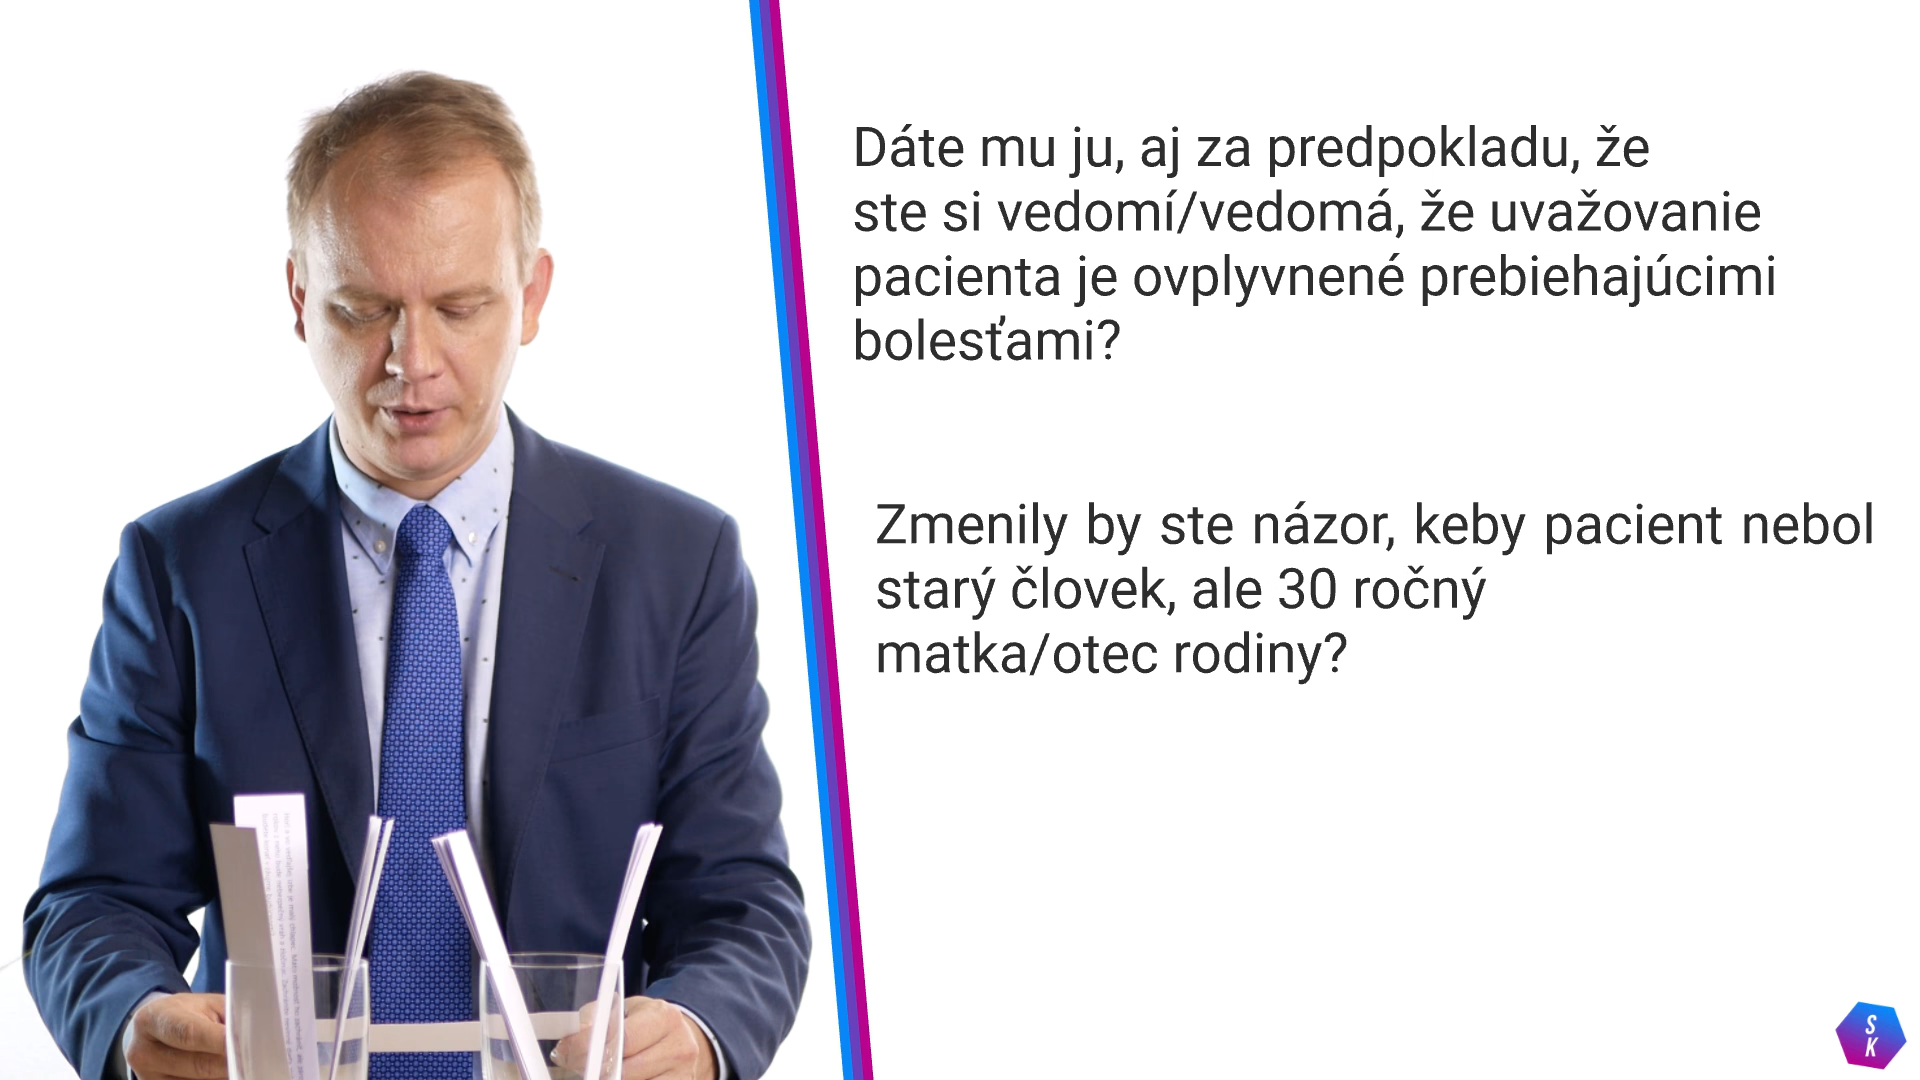 Dáte mu ju, aj za predpokladu, že
ste si vedomí/vedomá, že uvažovanie
pacienta je ovplyvnené prebiehajúcimi
bolesťami?
Zmenily by ste názor, keby pacient nebol
starý človek, ale 30 ročný
matka/otec rodiny?
S
K